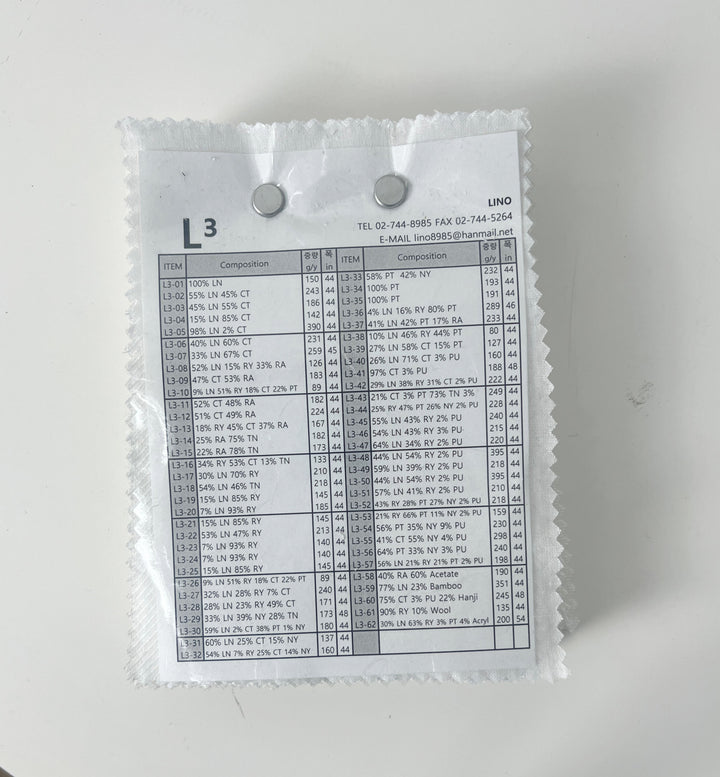 L³
LINO
TEL 02-744-8985 FAX 02-744-5264
E-MAIL lino8985@hanmail.net
ITEM Composition 중량 g/y 폭 in
L3-01 100% LN 150 44
L3-02 55% LN 45% CT 243 44
L3-03 45% LN 55% CT 186 44
L3-04 15% LN 85% CT 142 44
L3-05 98% LN 2% CT 390 44
L3-06 40% LN 60% CT 231 44
L3-07 33% LN 67% CT 259 45
L3-08 52% LN 15% RY 33% RA 126 44
L3-09 47% CT 53% RA 183 44
L3-10 9% LN 51% RY 18% CT 22% PT 89 44
L3-11 52% CT 48% RA 182 44
L3-12 51% CT 49% RA 224 44
L3-13 18% RY 45% CT 37% RA 167 44
L3-14 25% RA 75% TN 182 44
L3-15 22% RA 78% TN 173 44
L3-16 34% RY 53% CT 13% TN 133 44
L3-17 30% LN 70% RY 210 44
L3-18 54% LN 46% TN 218 44
L3-19 15% LN 85% RY 145 44
L3-20 7% LN 93% RY 185 44
L3-21 15% LN 85% RY 145 44
L3-22 53% LN 47% RY 213 44
L3-23 7% LN 93% RY 140 44
L3-24 7% LN 93% RY 140 44
L3-25 15% LN 85% RY 145 44
L3-26 9% LN 51% RY 18% CT 22% PT 89 44
L3-27 32% LN 28% RY 7% CT 240 44
L3-28 28% LN 23% RY 49% CT 171 44
L3-29 33% LN 39% NY 28% TN 173 48
L3-30 59% LN 2% CT 38% PT 1% NY 180 44
L3-31 60% LN 25% CT 15% NY 137 44
L3-32 54% LN 7% RY 25% CT 14% NY 160 44
ITEM Composition 중량 g/y 폭 in
L3-33 58% PT 42% NY 232 44
L3-34 100% PT 193 44
L3-35 100% PT 191 44
L3-36 4% LN 16% RY 80% PT 289 46
L3-37 41% LN 42% PT 17% RA 233 44
L3-38 10% LN 46% RY 44% PT 80 44
L3-39 27% LN 58% CT 15% PT 127 44
L3-40 26% LN 71% CT 3% PU 160 44
L3-41 97% CT 3% PU 188 48
L3-42 29% LN 38% RY 31% CT 2% PU 222 44
L3-43 21% CT 3% PT 73% TN 3% 249 44
L3-44 25% RY 47% PT 26% NY 2% PU 228 44
L3-45 55% LN 43% RY 2% PU 240 44
L3-46 54% LN 43% RY 3% PU 215 44
L3-47 64% LN 34% RY 2% PU 220 44
L3-48 44% LN 54% RY 2% PU 395 44
L3-49 59% LN 39% RY 2% PU 218 44
L3-50 44% LN 54% RY 2% PU 395 44
L3-51 57% LN 41% RY 2% PU 210 44
L3-52 43% RY 28% PT 27% NY 2% PU 218 44
L3-53 21% RY 66% PT 11% NY 2% PU 159 44
L3-54 56% PT 35% NY 9% PU 230 44
L3-55 41% CT 55% NY 4% PU 298 44
L3-56 64% PT 33% NY 3% PU 240 44
L3-57 56% LN 21% RY 21% PT 2% PU 198 44
L3-58 40% RA 60% Acetate 190 44
L3-59 77% LN 23% Bamboo 351 44
L3-60 75% CT 3% PU 22% Hanji 245 48
L3-61 90% RY 10% Wool 135 44
L3-62 30% LN 63% RY 3% PT 4% Acryl 200 54